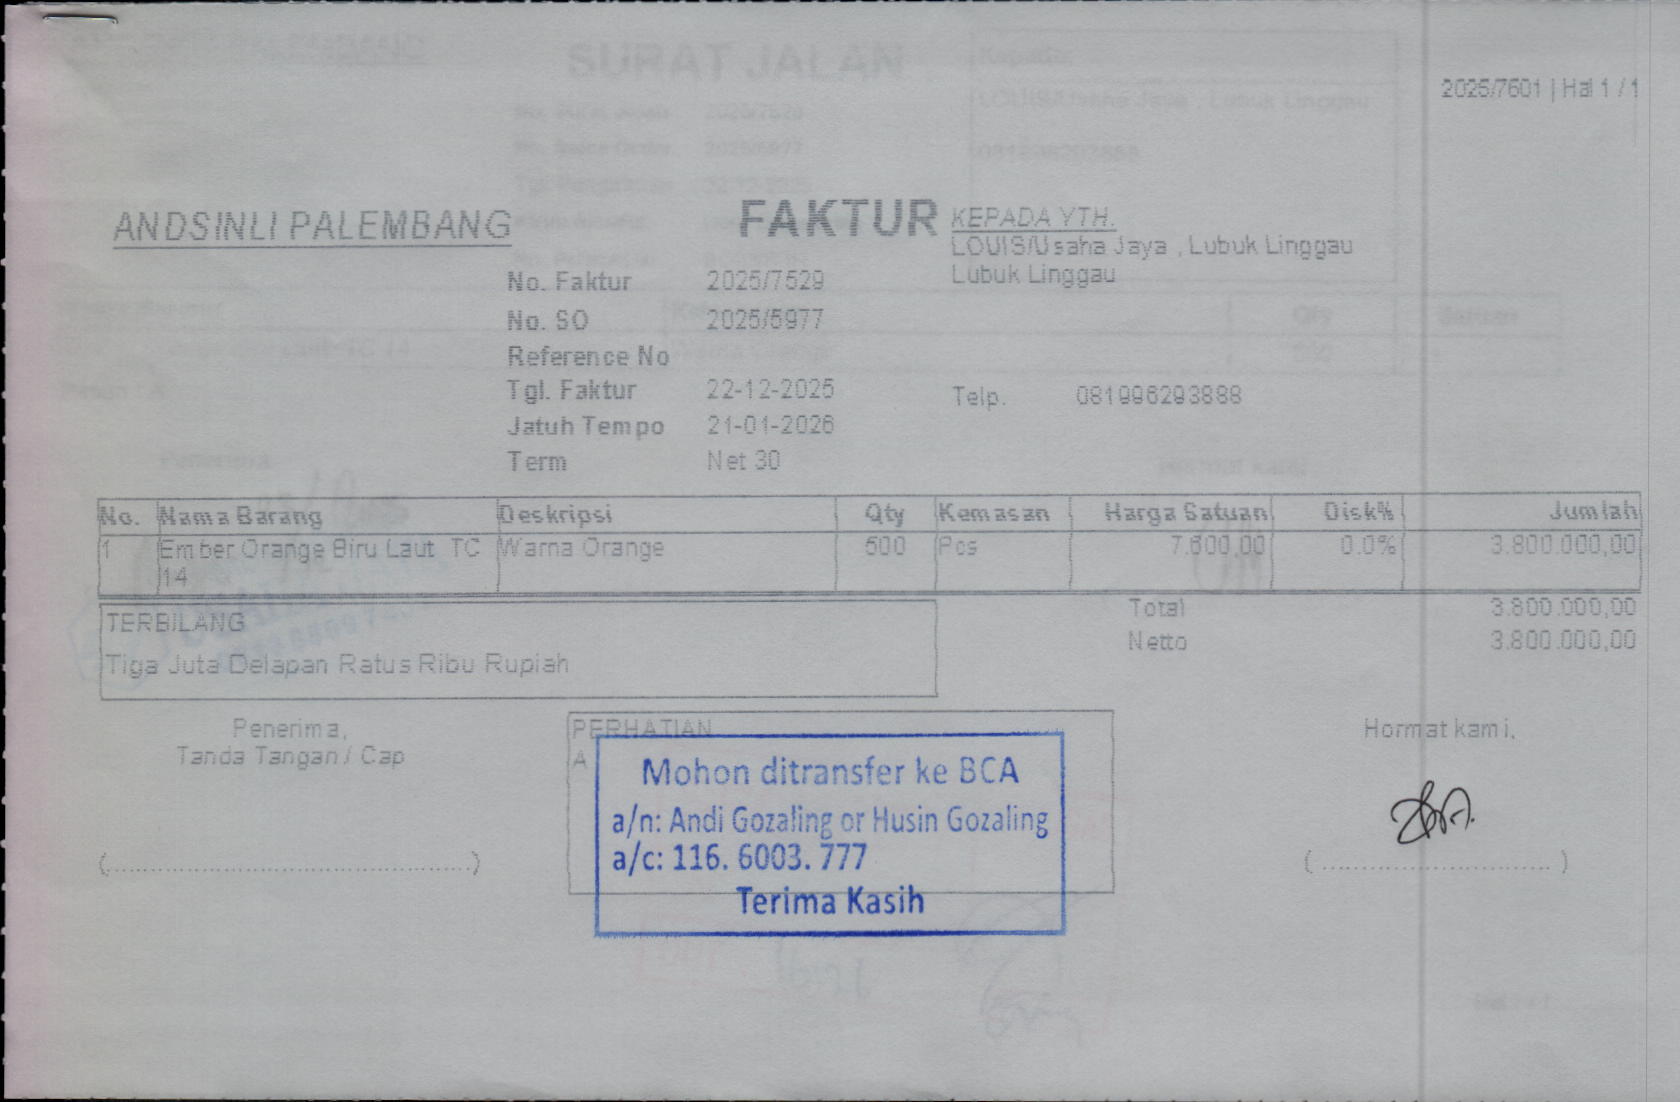 2025/7601 | Hal 1 / 1
ANDSINLI PALEMBANG
FAKTUR
KEPADA YTH.
LOUIS/Usaha Jaya , Lubuk Linggau
Lubuk Linggau
No. Faktur 2025/7529
No. SO 2025/5977
Reference No
Tgl. Faktur 22-12-2025
Telp. 081996293888
Jatuh Tempo 21-01-2026
Term Net 30
No. Nama Barang Deskripsi Qty Kemasan Harga Satuan Disk% Jumlah
1 Ember Orange Biru Laut TC Warna Orange 500 Pcs 7.600,00 0.0% 3.800.000,00
14
TERBILANG
Tiga Juta Delapan Ratus Ribu Rupiah
Total 3.800.000,00
Netto 3.800.000,00
Penerima,
Tanda Tangan / Cap
PERHATIAN
A
Mohon ditransfer ke BCA
a/n: Andi Gozaling or Husin Gozaling
a/c: 116. 6003. 777
Terima Kasih
Hormat kami,
SURAT JALAN